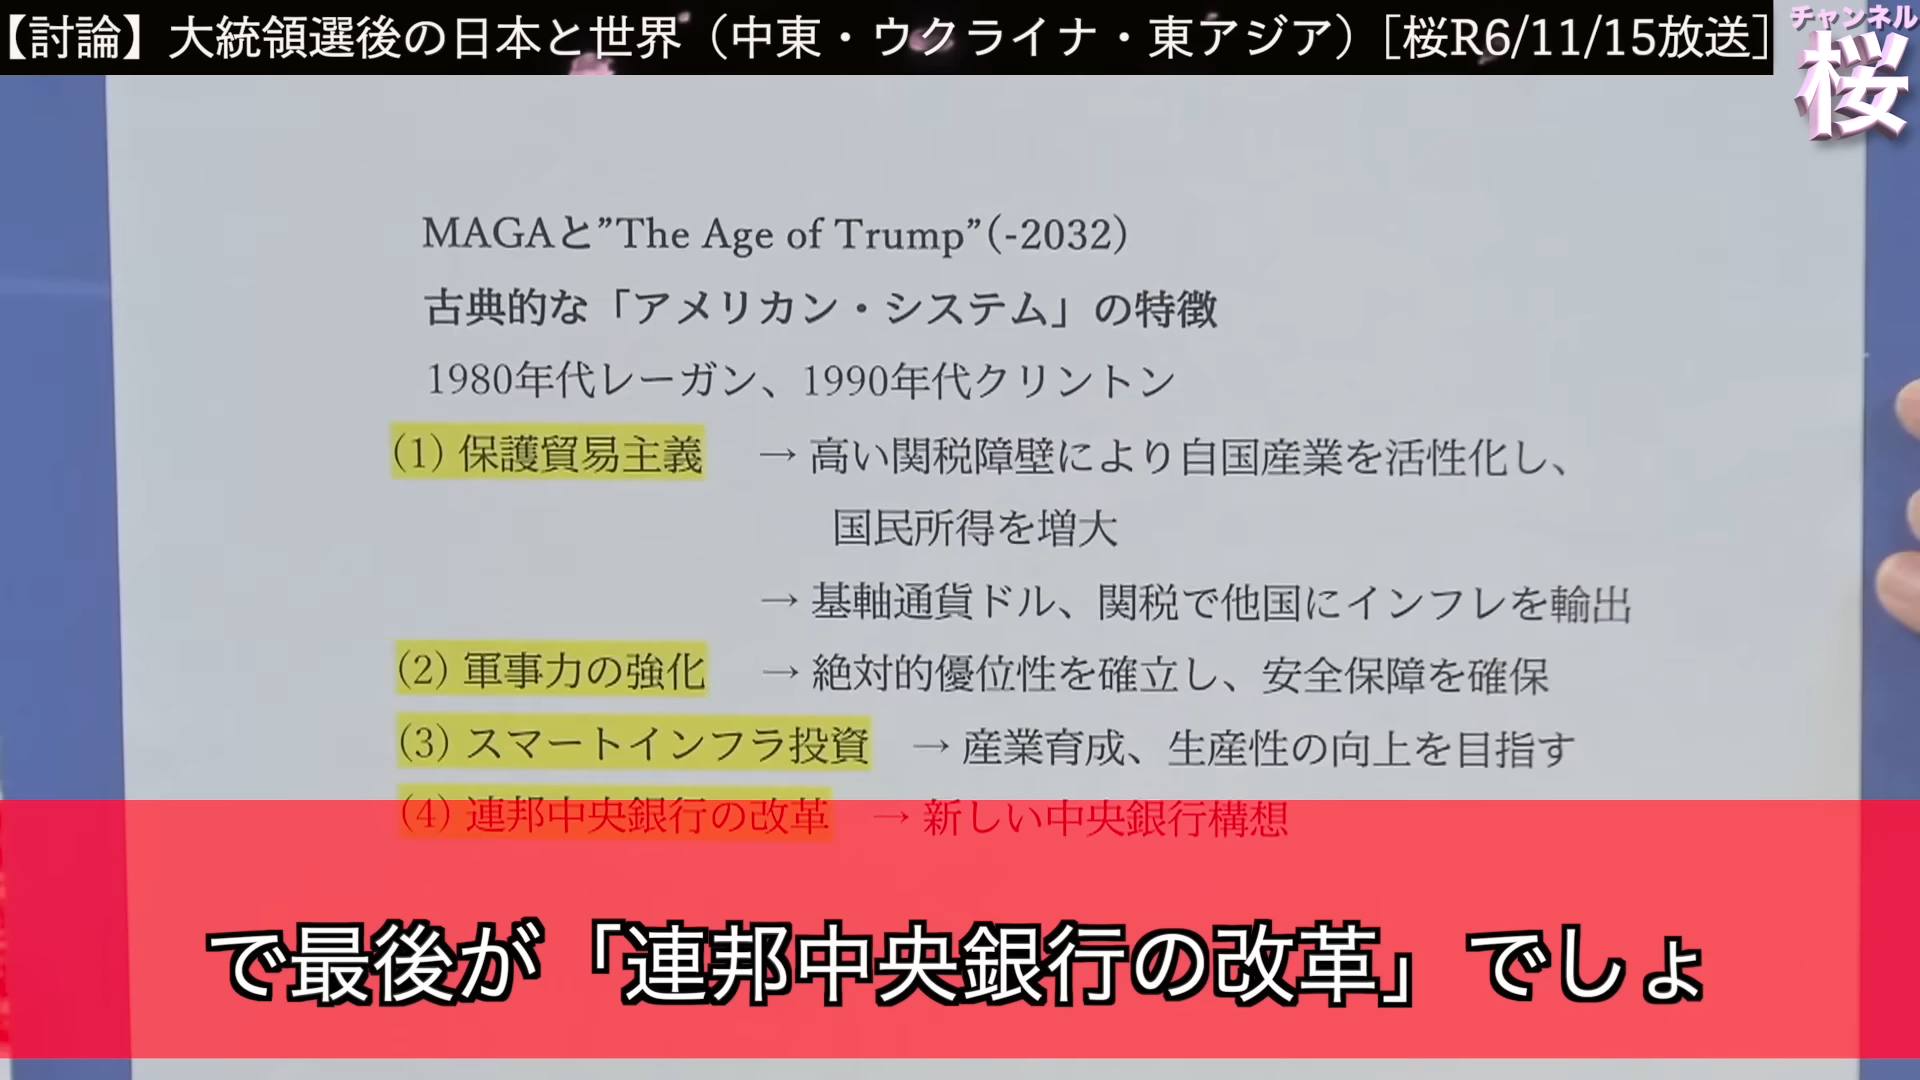 【討論】大統領選後の日本と世界（中東・ウクライナ・東アジア）[桜R6/11/15放送]
チャンネル
桜
MAGAと”The Age of Trump”(-2032)
古典的な「アメリカン・システム」の特徴
1980年代レーガン、1990年代クリントン
(1) 保護貿易主義 → 高い関税障壁により自国産業を活性化し、
国民所得を増大
→ 基軸通貨ドル、関税で他国にインフレを輸出
(2) 軍事力の強化 → 絶対的優位性を確立し、安全保障を確保
(3) スマートインフラ投資 → 産業育成、生産性の向上を目指す
(4) 連邦中央銀行の改革 → 新しい中央銀行構想
で最後が「連邦中央銀行の改革」でしょ